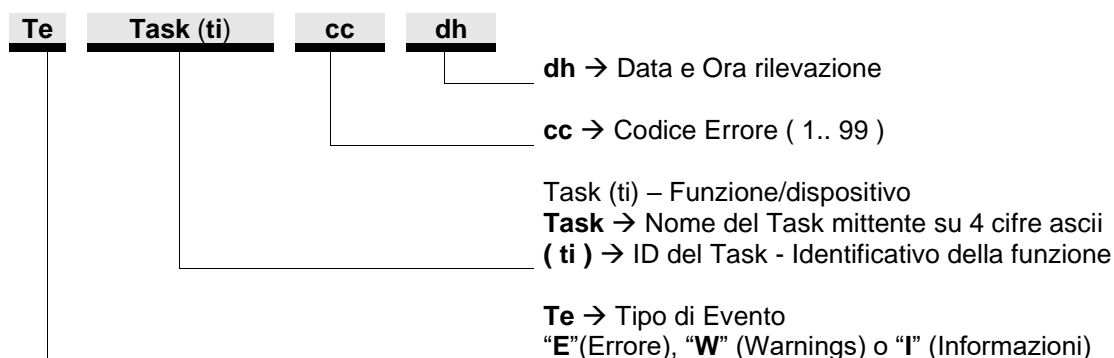 Te Task (ti) cc dh
dh → Data e Ora rilevazione
cc → Codice Errore ( 1.. 99 )
Task (ti) – Funzione/dispositivo
Task → Nome del Task mittente su 4 cifre ascii
( ti ) → ID del Task - Identificativo della funzione
Te → Tipo di Evento
“E”(Errore), “W” (Warnings) o “I” (Informazioni)